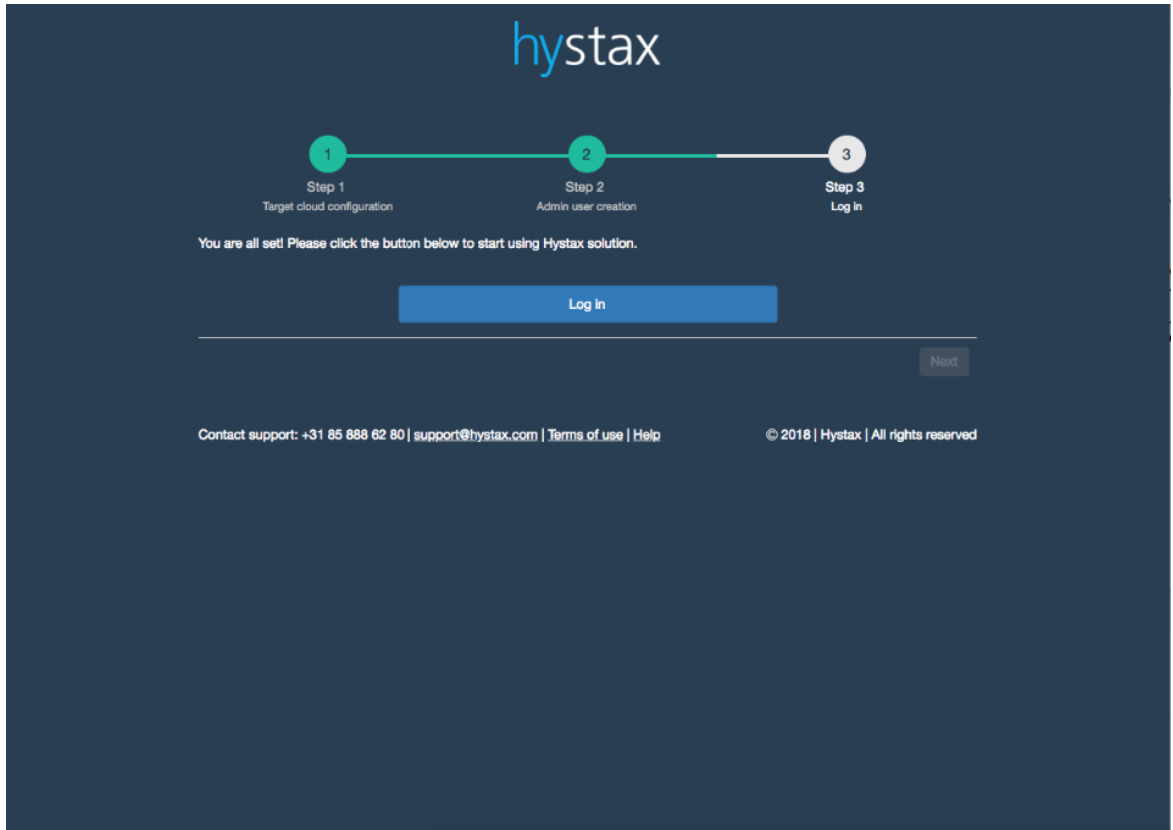 hystax
1 2 3
Step 1 Step 2 Step 3
Target cloud configuration Admin user creation Log in
You are all set! Please click the button below to start using Hystax solution.
Log in
Next
Contact support: +31 85 888 62 80 | support@hystax.com | Terms of use | Help © 2018 | Hystax | All rights reserved